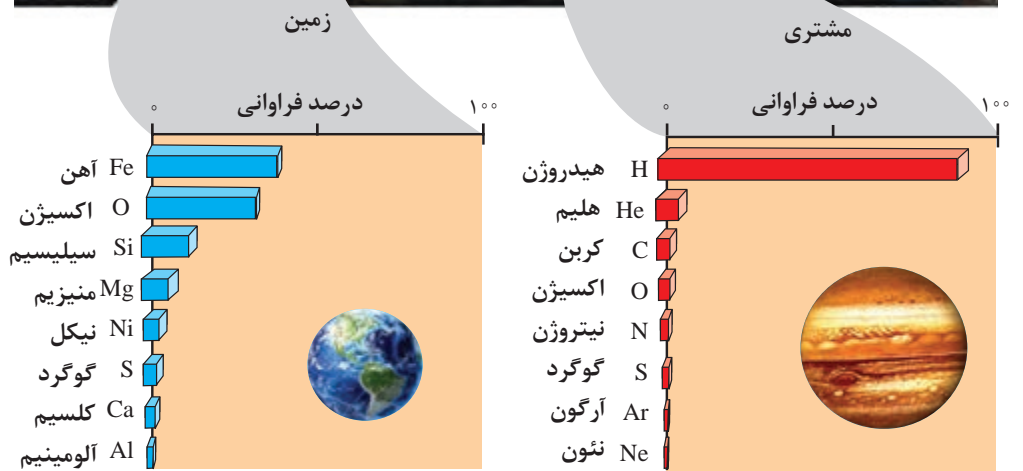 زمین
درصد فراوانی
۰
۱۰۰
آهن Fe
اکسیژن O
سیلیسیم Si
منیزیم Mg
نیکل Ni
گوگرد S
کلسیم Ca
آلومینیم Al
مشتری
درصد فراوانی
۰
۱۰۰
هیدروژن H
هلیم He
کربن C
اکسیژن O
نیتروژن N
گوگرد S
آرگون Ar
نئون Ne